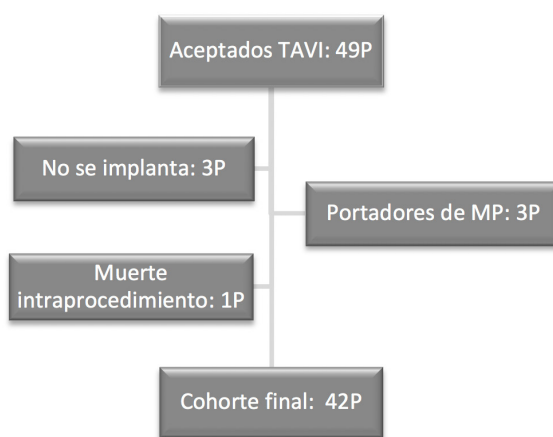 Aceptados TAVI: 49P
No se implanta: 3P
Portadores de MP: 3P
Muerte
intraprocedimiento: 1P
Cohorte final:  42P